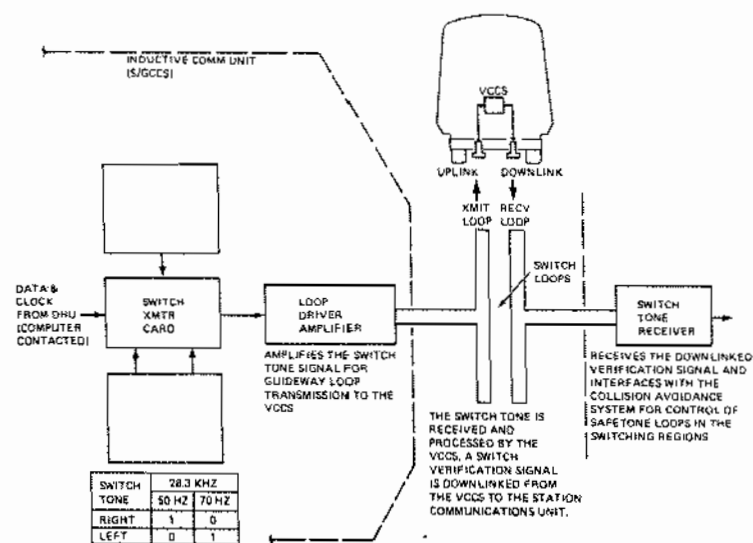 INDUCTIVE COMM UNIT
(S/GCCS)
VCCS
UPLINK DOWNLINK
XMIT RECV
LOOP LOOP
SWITCH
LOOPS
DATA &
CLOCK
FROM DHU
(COMPUTER
CONTACTED)
SWITCH
XMTR
CARD
LOOP
DRIVER
AMPLIFIER
SWITCH
TONE
RECEIVER
AMPLIFIES THE SWITCH
TONE SIGNAL FOR
GUIDEWAY LOOP
TRANSMISSION TO THE
VCCS
RECEIVES THE DOWNLINKED
VERIFICATION SIGNAL AND
INTERFACES WITH THE
COLLISION AVOIDANCE
SYSTEM FOR CONTROL OF
SAFETONE LOOPS IN THE
SWITCHING REGIONS
THE SWITCH TONE IS
RECEIVED AND
PROCESSED BY THE
VCCS. A SWITCH
VERIFICATION SIGNAL
IS DOWNLINKED FROM
THE VCCS TO THE STATION
COMMUNICATIONS UNIT.
SWITCH TONE 28.3 KHZ
50 HZ 70 HZ
RIGHT 1 0
LEFT 0 1